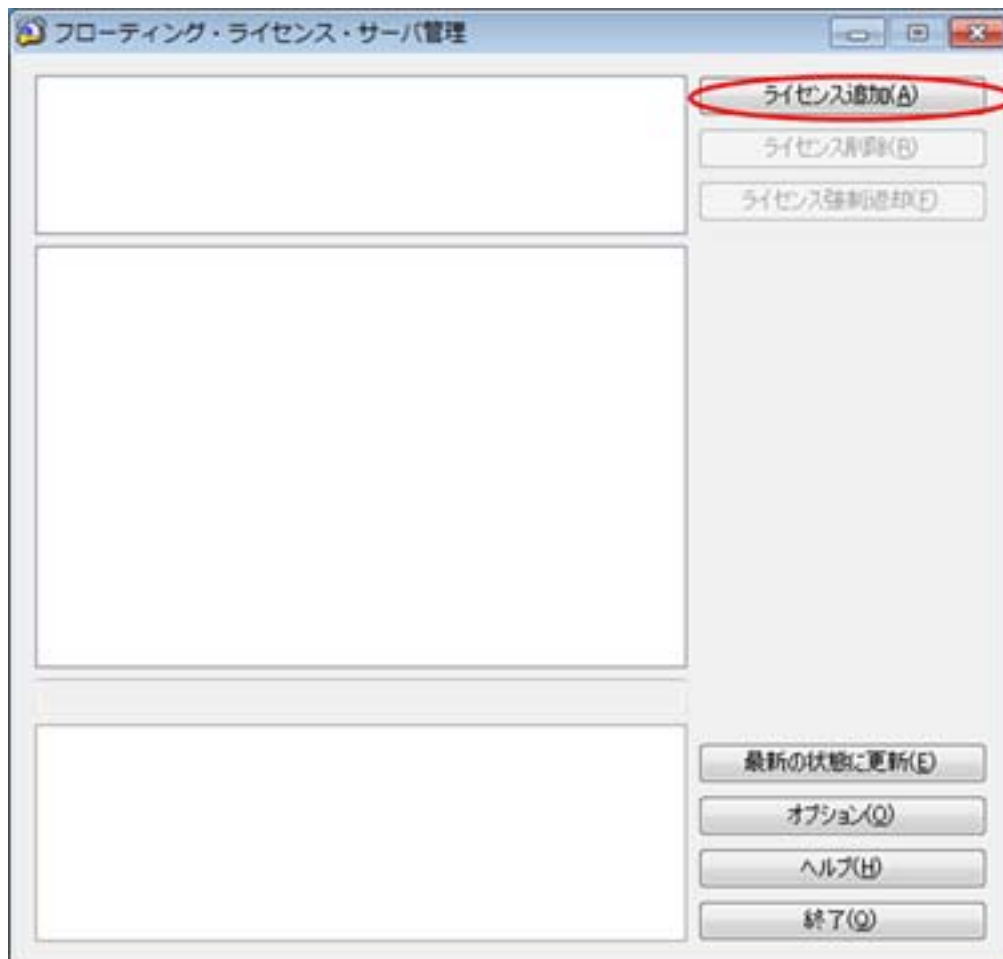 フローティング・ライセンス・サーバ管理
ライセンス追加(A)
ライセンス削除(R)
ライセンス強制返却(F)
最新の状態に更新(E)
オプション(O)
ヘルプ(H)
終了(Q)